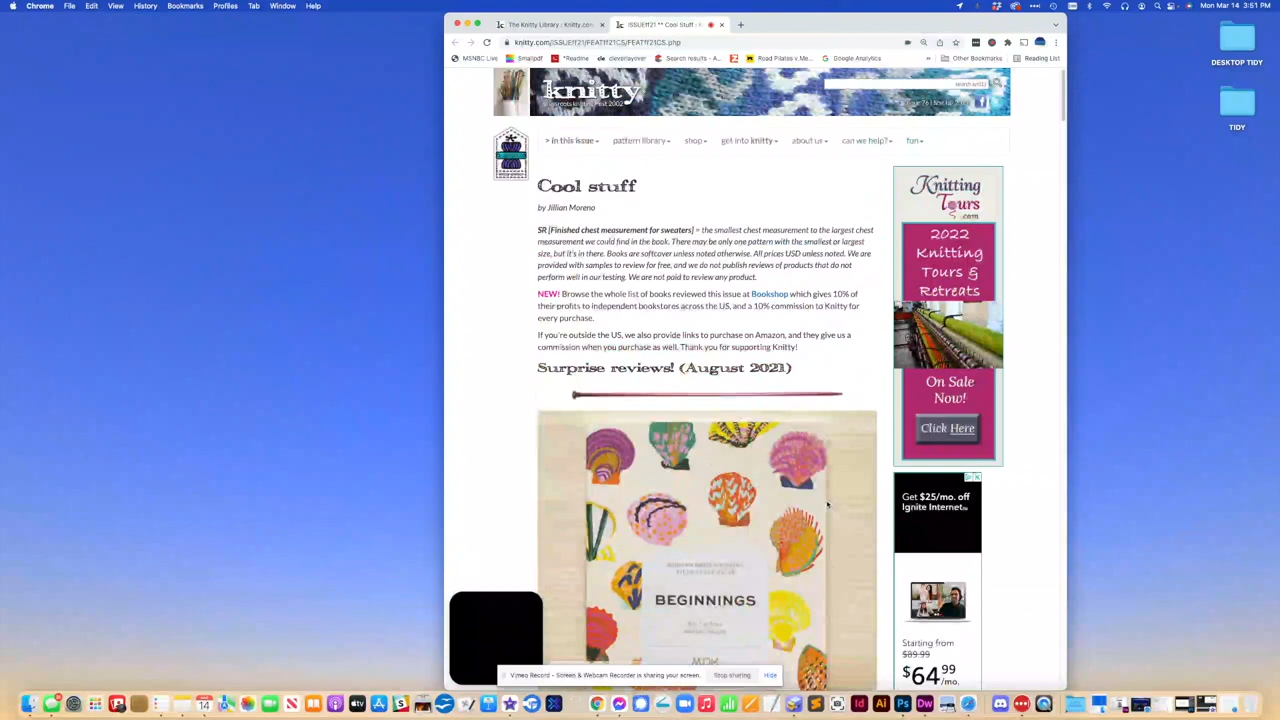 Chrome File Edit View History Bookmarks Profiles Tab Window Help
Mon Mar 14 3:51 PM
The Knitty Library : Knitty.con
ISSUEff21 ** Cool Stuff : K
knitty.com/ISSUEff21/FEATff21CS/FEATff21CS.php
MSNBC Live Smallpdf *Readme cleverlayover Search results - A... Road Pilates v.Me... Google Analytics » Other Bookmarks Reading List
knitty
search knitty
> in this issue pattern library shop get into knitty about us can we help? fun
Cool stuff
by Jillian Moreno
SR [Finished chest measurement for sweaters] = the smallest chest measurement to the largest chest
measurement we could find in the book. There may be only one pattern with the smallest or largest
size, but it's in there. Books are softcover unless noted otherwise. All prices USD unless noted. We are
provided with samples to review for free, and we do not publish reviews of products that do not
perform well in our testing. We are not paid to review any product.
NEW! Browse the whole list of books reviewed this issue at Bookshop which gives 10% of
their profits to independent bookstores across the US, and a 10% commission to Knitty for
every purchase.
If you're outside the US, we also provide links to purchase on Amazon, and they give us a
commission when you purchase as well. Thank you for supporting Knitty!
Surprise reviews! (August 2021)
BEGINNINGS
Knitting
Tours
.com
2022
Knitting
Tours &
Retreats
On Sale
Now!
Click Here
Get $25/mo. off
Ignite Internet
Starting from
$89.99
$64.99
/mo.
Vimeo Record - Screen & Webcam Recorder is sharing your screen. Stop sharing Hide
DESKTOP TIDY
TIDY